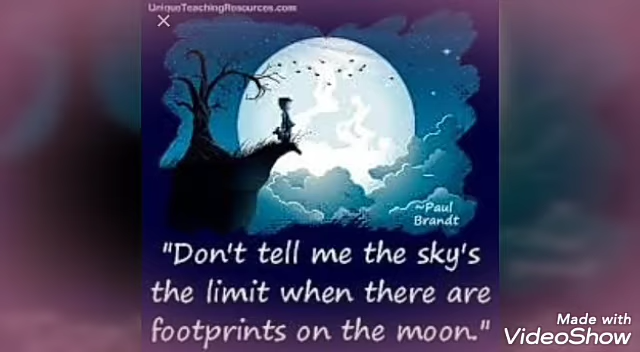 UniqueTeachingResources.com
~Paul
Brandt
"Don't tell me the sky's
the limit when there are
footprints on the moon."
Made with
VideoShow